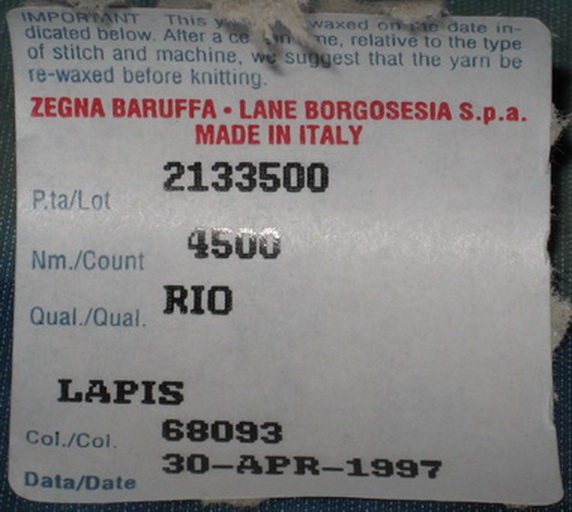 IMPORTANT - This waxed on the date in-
dicated below. After a me, relative to the type
of stitch and machine, we suggest that the yarn be
re-waxed before knitting.
ZEGNA BARUFFA • LANE BORGOSESIA S.p.a.
MADE IN ITALY
P.ta/Lot 2133500
Nm./Count 4500
Qual./Qual. RIO
LAPIS
Col./Col. 68093
Data/Date 30-APR-1997